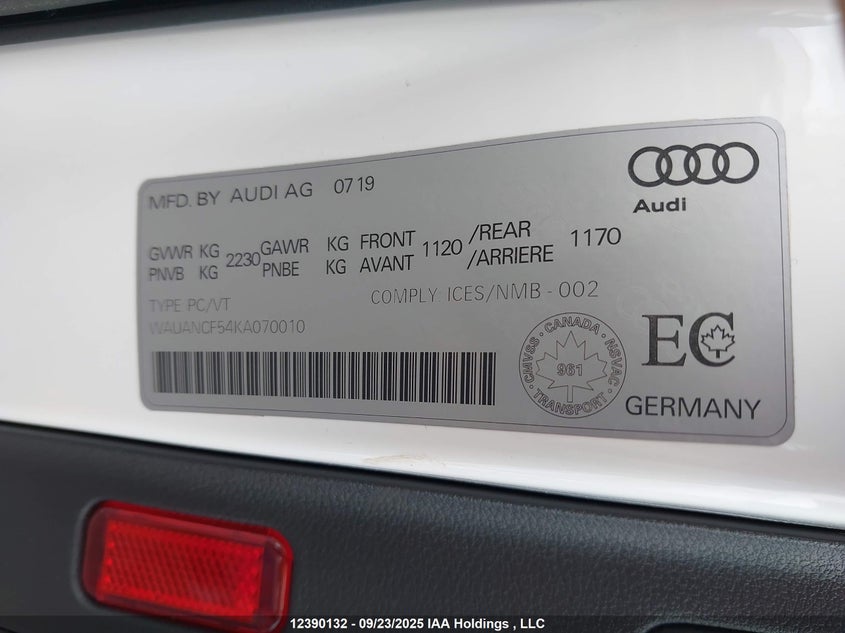 MFD. BY AUDI AG 0719
Audi
GVWR KG 2230 GAWR KG FRONT 1120 /REAR 1170
PNVB KG PNBE KG AVANT /ARRIERE
COMPLY ICES/NMB - 002
TYPE PC/VT
WAUANCF54KA070010
CANADA
CMVSS 961 NSVAC
TRANSPORT
EC
GERMANY
12390132 - 09/23/2025 IAA Holdings , LLC